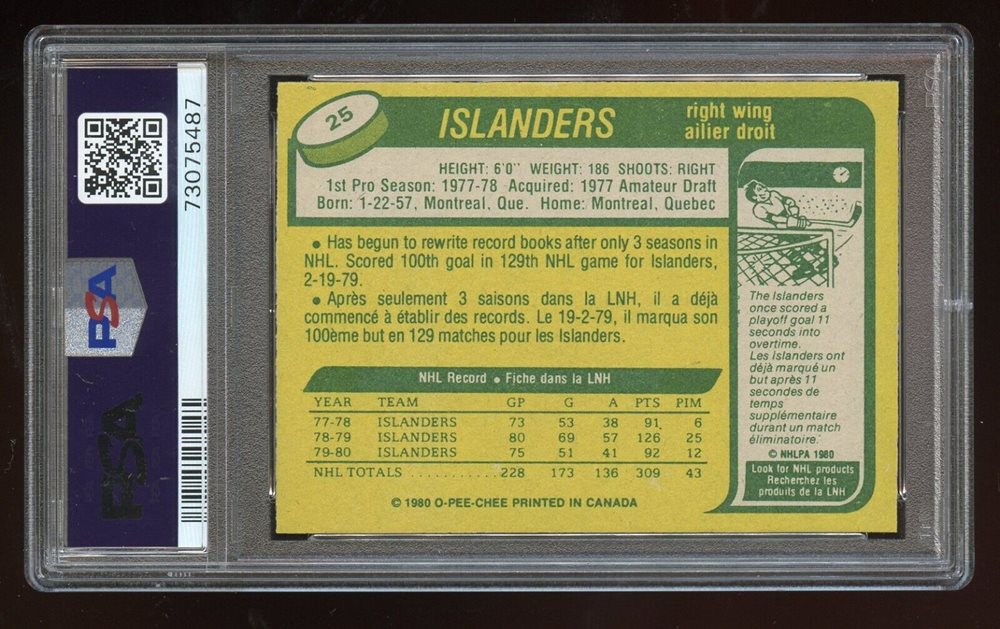 73075487
PSA
PSA
25
ISLANDERS
right wing
ailier droit
HEIGHT: 6'0" WEIGHT: 186 SHOOTS: RIGHT
1st Pro Season: 1977-78 Acquired: 1977 Amateur Draft
Born: 1-22-57, Montreal, Que. Home: Montreal, Quebec
• Has begun to rewrite record books after only 3 seasons in
NHL. Scored 100th goal in 129th NHL game for Islanders,
2-19-79.
• Après seulement 3 saisons dans la LNH, il a déjà
commencé à établir des records. Le 19-2-79, il marqua son
100ème but en 129 matches pour les Islanders.
NHL Record • Fiche dans la LNH
YEAR TEAM GP G A PTS PIM
77-78 ISLANDERS 73 53 38 91 6
78-79 ISLANDERS 80 69 57 126 25
79-80 ISLANDERS 75 51 41 92 12
NHL TOTALS ..........228 173 136 309 43
© 1980 O-PEE-CHEE PRINTED IN CANADA
The Islanders
once scored a
playoff goal 11
seconds into
overtime.
Les Islanders ont
déjà marqué un
but après 11
secondes de
temps
supplémentaire
durant un match
éliminatoire.
© NHLPA 1980
Look for NHL products
Recherchez les
produits de la LNH